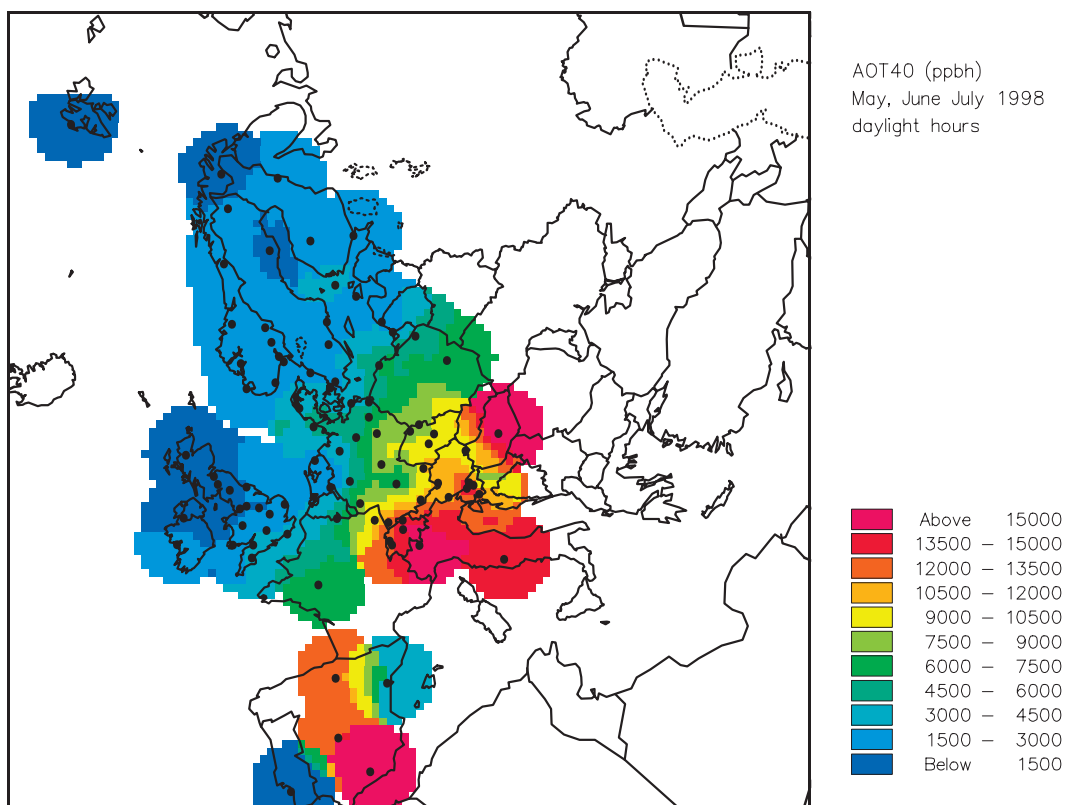 AOT40 (ppbh)
May, June July 1998
daylight hours
Above 15000
13500 – 15000
12000 – 13500
10500 – 12000
9000 – 10500
7500 – 9000
6000 – 7500
4500 – 6000
3000 – 4500
1500 – 3000
Below 1500